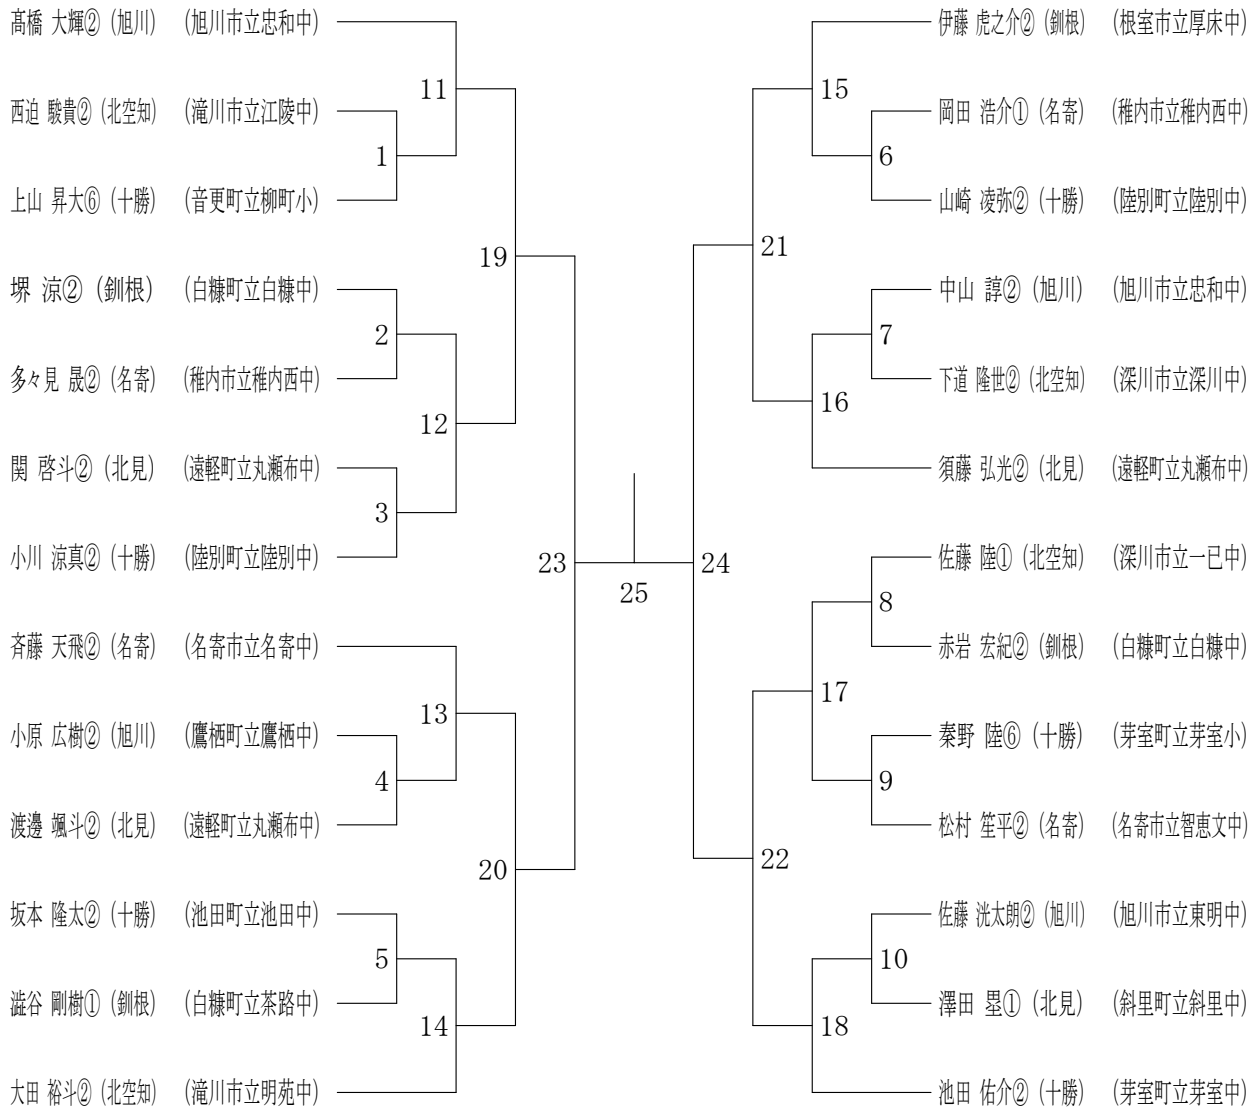 髙橋 大輝② (旭川) (旭川市立忠和中)
西迫 駿貴② (北空知) (滝川市立江陵中)
上山 昇大⑥ (十勝) (音更町立柳町小)
堺 涼② (釧根) (白糠町立白糠中)
多々見 晟② (名寄) (稚内市立稚内西中)
関 啓斗② (北見) (遠軽町立丸瀬布中)
小川 涼真② (十勝) (陸別町立陸別中)
斉藤 天飛② (名寄) (名寄市立名寄中)
小原 広樹② (旭川) (鷹栖町立鷹栖中)
渡邊 颯斗② (北見) (遠軽町立丸瀬布中)
坂本 隆太② (十勝) (池田町立池田中)
澁谷 剛樹① (釧根) (白糠町立茶路中)
大田 裕斗② (北空知) (滝川市立明苑中)
11
1
19
2
12
3
23
13
4
20
5
14
25
15
6
21
7
16
24
8
17
9
22
10
18
伊藤 虎之介② (釧根) (根室市立厚床中)
岡田 浩介① (名寄) (稚内市立稚内西中)
山崎 凌弥② (十勝) (陸別町立陸別中)
中山 諄② (旭川) (旭川市立忠和中)
下道 隆世② (北空知) (深川市立深川中)
須藤 弘光② (北見) (遠軽町立丸瀬布中)
佐藤 陸① (北空知) (深川市立一已中)
赤岩 宏紀② (釧根) (白糠町立白糠中)
秦野 陸⑥ (十勝) (芽室町立芽室小)
松村 笙平② (名寄) (名寄市立智恵文中)
佐藤 洸太朗② (旭川) (旭川市立東明中)
澤田 塁① (北見) (斜里町立斜里中)
池田 佑介② (十勝) (芽室町立芽室中)